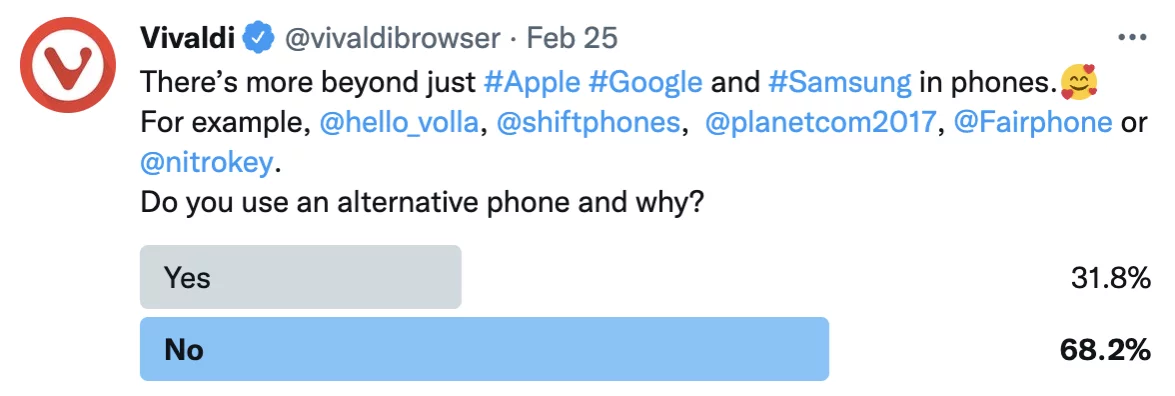 Vivaldi @vivaldibrowser · Feb 25
There’s more beyond just #Apple #Google and #Samsung in phones.🥰
For example, @hello_volla, @shiftphones, @planetcom2017, @Fairphone or
@nitrokey.
Do you use an alternative phone and why?
Yes 31.8%
No 68.2%